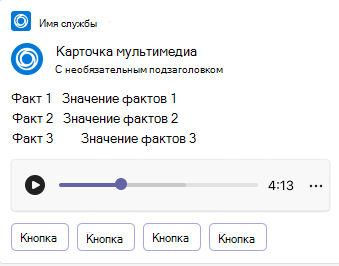 Имя службы
Карточка мультимедиа
С необязательным подзаголовком
Факт 1 Значение фактов 1
Факт 2 Значение фактов 2
Факт 3 Значение фактов 3
4:13
Кнопка Кнопка Кнопка Кнопка